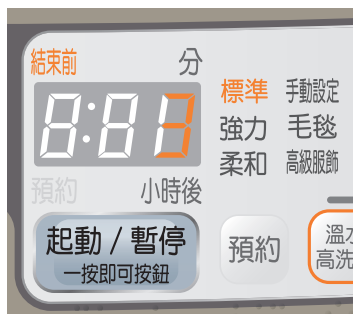 結束前 分
8:83
預約 小時後
標準 手動設定
強力 毛毯
柔和 高級服飾
起動 / 暫停
一按即可按鈕
預約
溫水
高洗